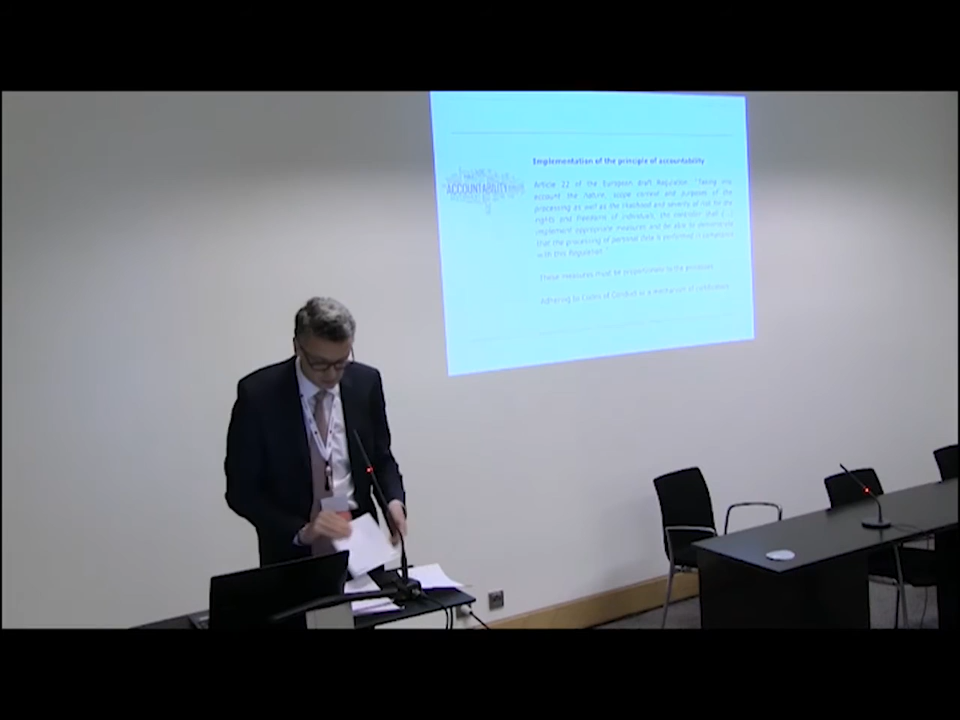 Implementation of the principle of accountability
ACCOUNTABILITY
Article 22 of the European draft Regulation: "Taking into
account the nature, scope context and purposes of the
processing as well as the likelihood and severity of risk for the
rights and freedoms of individuals, the controller shall (...)
implement appropriate measures and be able to demonstrate
that the processing of personal data is performed in compliance
with this Regulation."
These measures must be proportionate to the processes.
Adhering to Codes of Conduct or a mechanism of certification.